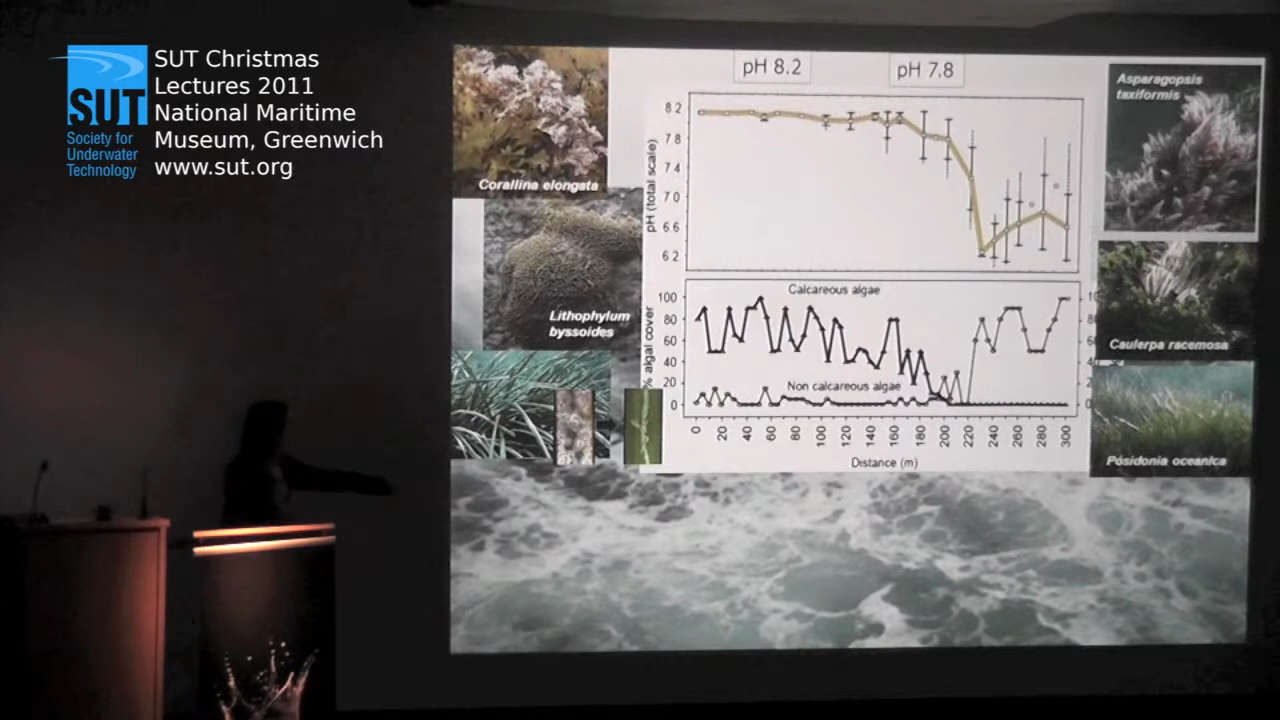 SUT Christmas
Lectures 2011
National Maritime
Museum, Greenwich
www.sut.org
SUT
Society for
Underwater
Technology
pH 8.2
pH 7.8
Corallina elongata
Lithophylum
byssoides
Asparagopsis
taxiformis
Caulerpa racemosa
Posidonia oceanica
pH (total scale)
8 2
7.8
7.4
7 0
6 6
6 2
Calcareous algae
Non calcareous algae
% algal cover
100
80
60
40
20
0
0
20
40
60
80
100
120
140
160
180
200
220
240
260
280
300
Distance (m)